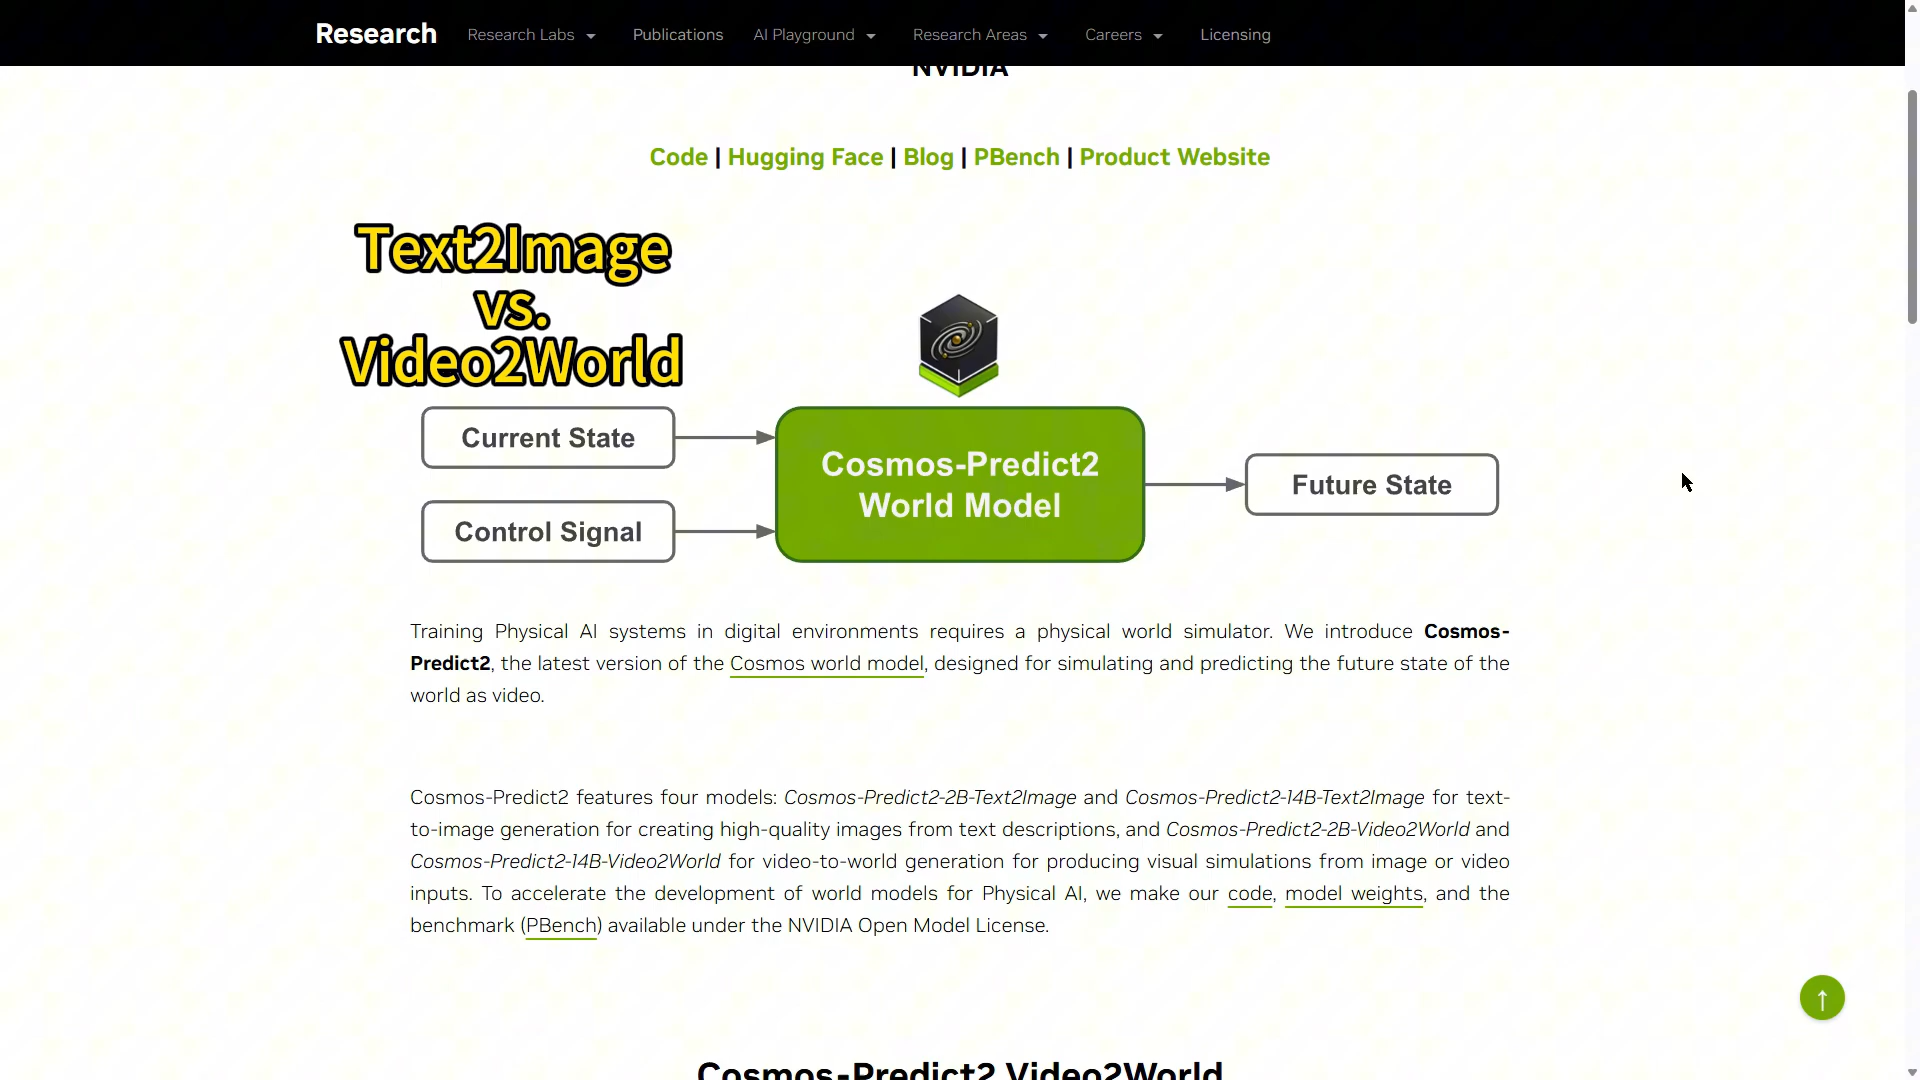 Research
Research Labs
Publications
AI Playground
Research Areas
Careers
Licensing
NVIDIA
Code | Hugging Face | Blog | PBench | Product Website
Text2Image
vs.
Video2World
Current State
Control Signal
Cosmos-Predict2
World Model
Future State
Training Physical AI systems in digital environments requires a physical world simulator. We introduce Cosmos-
Predict2, the latest version of the Cosmos world model, designed for simulating and predicting the future state of the
world as video.
Cosmos-Predict2 features four models: Cosmos-Predict2-2B-Text2Image and Cosmos-Predict2-14B-Text2Image for text-
to-image generation for creating high-quality images from text descriptions, and Cosmos-Predict2-2B-Video2World and
Cosmos-Predict2-14B-Video2World for video-to-world generation for producing visual simulations from image or video
inputs. To accelerate the development of world models for Physical AI, we make our code, model weights, and the
benchmark (PBench) available under the NVIDIA Open Model License.
Cosmos-Predict2 Video2World